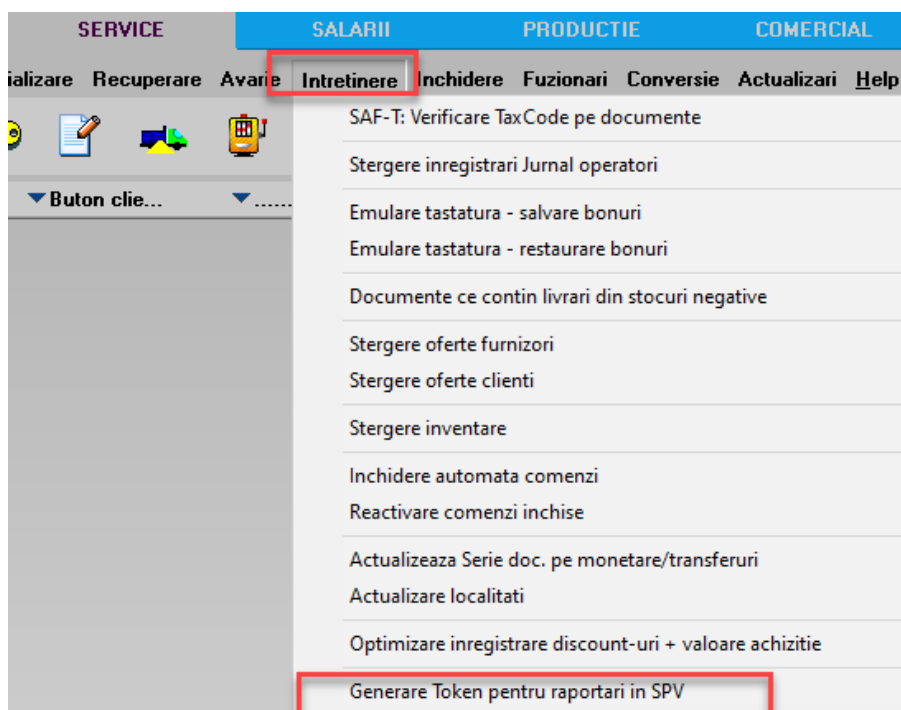 SERVICE SALARII PRODUCTIE COMERCIAL
ializare Recuperare Avarie Intretinere Inchidere Fuzionari Conversie Actualizari Help
SAF-T: Verificare TaxCode pe documente
Stergere inregistrari Jurnal operatori
Buton clie... ......
Emulare tastatura - salvare bonuri
Emulare tastatura - restaurare bonuri
Documente ce contin livrari din stocuri negative
Stergere oferte furnizori
Stergere oferte clienti
Stergere inventare
Inchidere automata comenzi
Reactivare comenzi inchise
Actualizeaza Serie doc. pe monetare/transferuri
Actualizare localitati
Optimizare inregistrare discount-uri + valoare achizitie
Generare Token pentru raportari in SPV